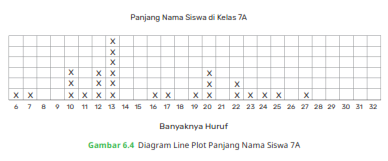 Panjang Nama Siswa di Kelas 7A
X
X
X
X X X X
X X X X X X
X X X X X X X X X X X X X X X X
6 7 8 9 10 11 12 13 14 15 16 17 18 19 20 21 22 23 24 25 26 27 28 29 30 31 32
Banyaknya Huruf
Gambar 6.4 Diagram Line Plot Panjang Nama Siswa 7A